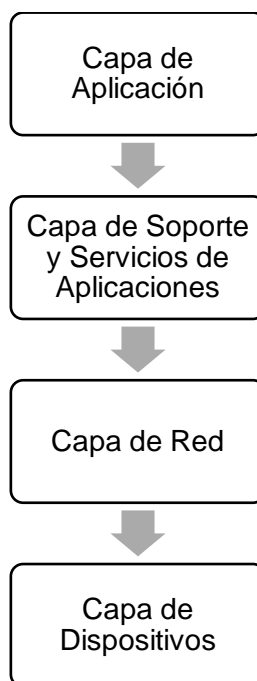 Capa de
Aplicación
Capa de Soporte
y Servicios de
Aplicaciones
Capa de Red
Capa de
Dispositivos